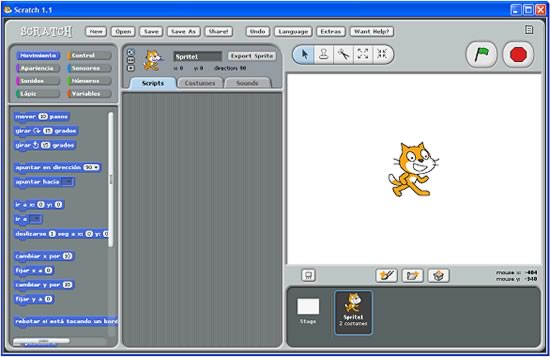 Scratch 1.1
SCRATCH
New Open Save Save As Share! Undo Language Extras Want Help?
Movimiento Control
Apariencia Sensores
Sonidos Números
Lápiz Variables
Sprite1 Export Sprite
x: 0 y: 0 direction: 90
Scripts Costumes Sounds
mover 10 pasos
girar 15 grados
girar 15 grados
apuntar en dirección 90
apuntar hacia
ir a x: 0 y: 0
ir a
deslizarse 1 seg a x: 0 y: 0
cambiar x por 10
fijar x a 0
cambiar y por 10
fijar y a 0
rebotar si está tocando un bord
mouse x: -404
mouse y: -940
Stage
Sprite1
2 costumes